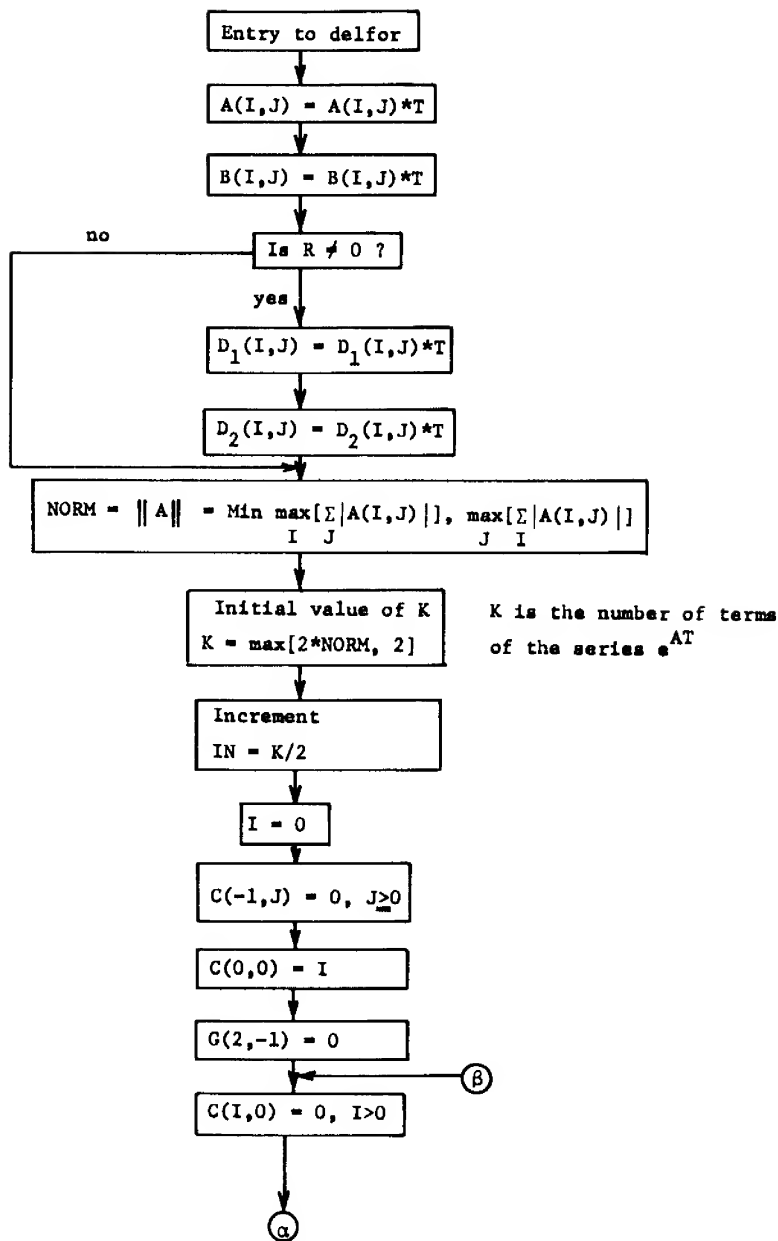 Entry to delfor
A(I,J) = A(I,J)*T
B(I,J) = B(I,J)*T
no
Is R ≠ 0 ?
yes
D₁(I,J) = D₁(I,J)*T
D₂(I,J) = D₂(I,J)*T
NORM = ‖A‖ = Min max[Σ|A(I,J)|], max[Σ|A(I,J)|]
I J J I
Initial value of K
K = max[2*NORM, 2]
K is the number of terms
of the series e^AT
Increment
IN = K/2
I = 0
C(-1,J) = 0, J≥0
C(0,0) = I
G(2,-1) = 0
β
C(I,0) = 0, I>0
α